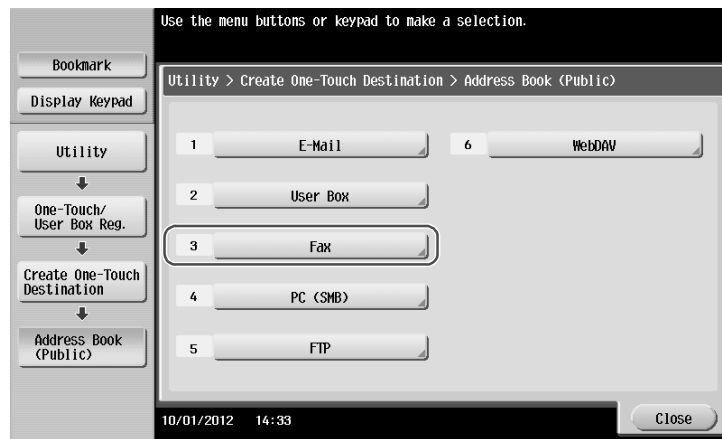 Use the menu buttons or keypad to make a selection.
Bookmark
Display Keypad
Utility
One-Touch/
User Box Reg.
Create One-Touch
Destination
Address Book
(Public)
Utility > Create One-Touch Destination > Address Book (Public)
1 E-Mail
2 User Box
3 Fax
4 PC (SMB)
5 FTP
6 WebDAV
10/01/2012 14:33
Close